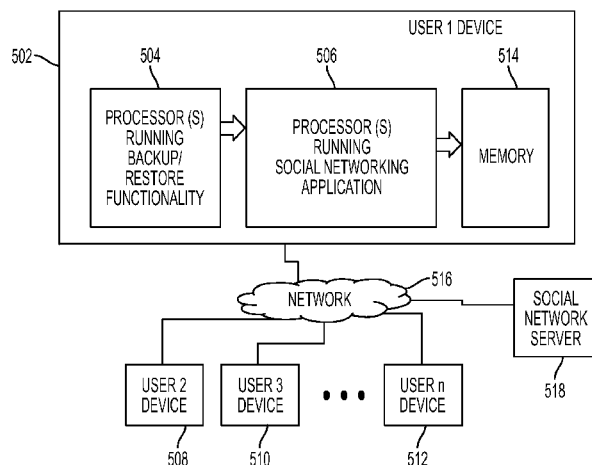 USER 1 DEVICE
502
504
506
514
PROCESSOR (S)
RUNNING
BACKUP/
RESTORE
FUNCTIONALITY
PROCESSOR (S)
RUNNING
SOCIAL NETWORKING
APPLICATION
MEMORY
516
NETWORK
SOCIAL
NETWORK
SERVER
518
USER 2
DEVICE
508
USER 3
DEVICE
510
USER n
DEVICE
512